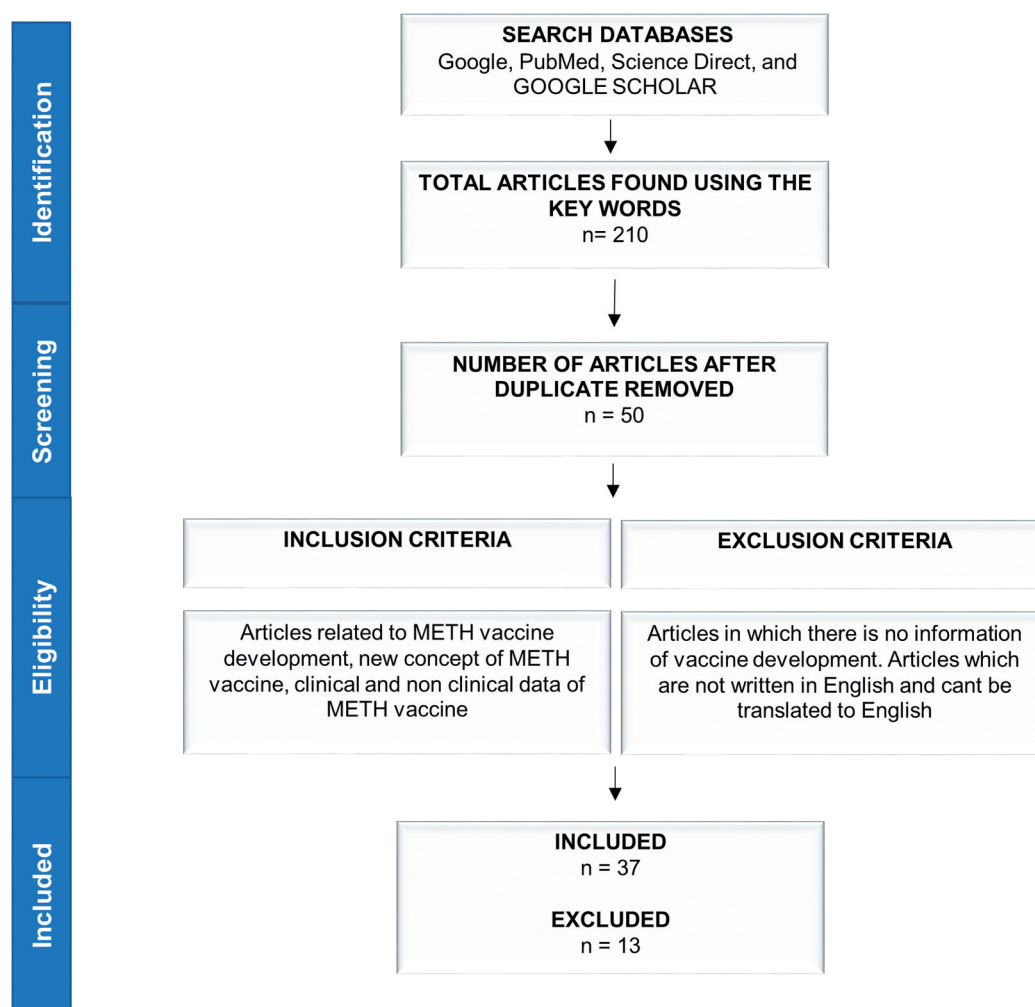 Identification
SEARCH DATABASES
Google, PubMed, Science Direct, and
GOOGLE SCHOLAR
TOTAL ARTICLES FOUND USING THE
KEY WORDS
n= 210
Screening
NUMBER OF ARTICLES AFTER
DUPLICATE REMOVED
n = 50
Eligibility
INCLUSION CRITERIA
Articles related to METH vaccine
development, new concept of METH
vaccine, clinical and non clinical data of
METH vaccine
EXCLUSION CRITERIA
Articles in which there is no information
of vaccine development. Articles which
are not written in English and cant be
translated to English
Included
INCLUDED
n = 37
EXCLUDED
n = 13